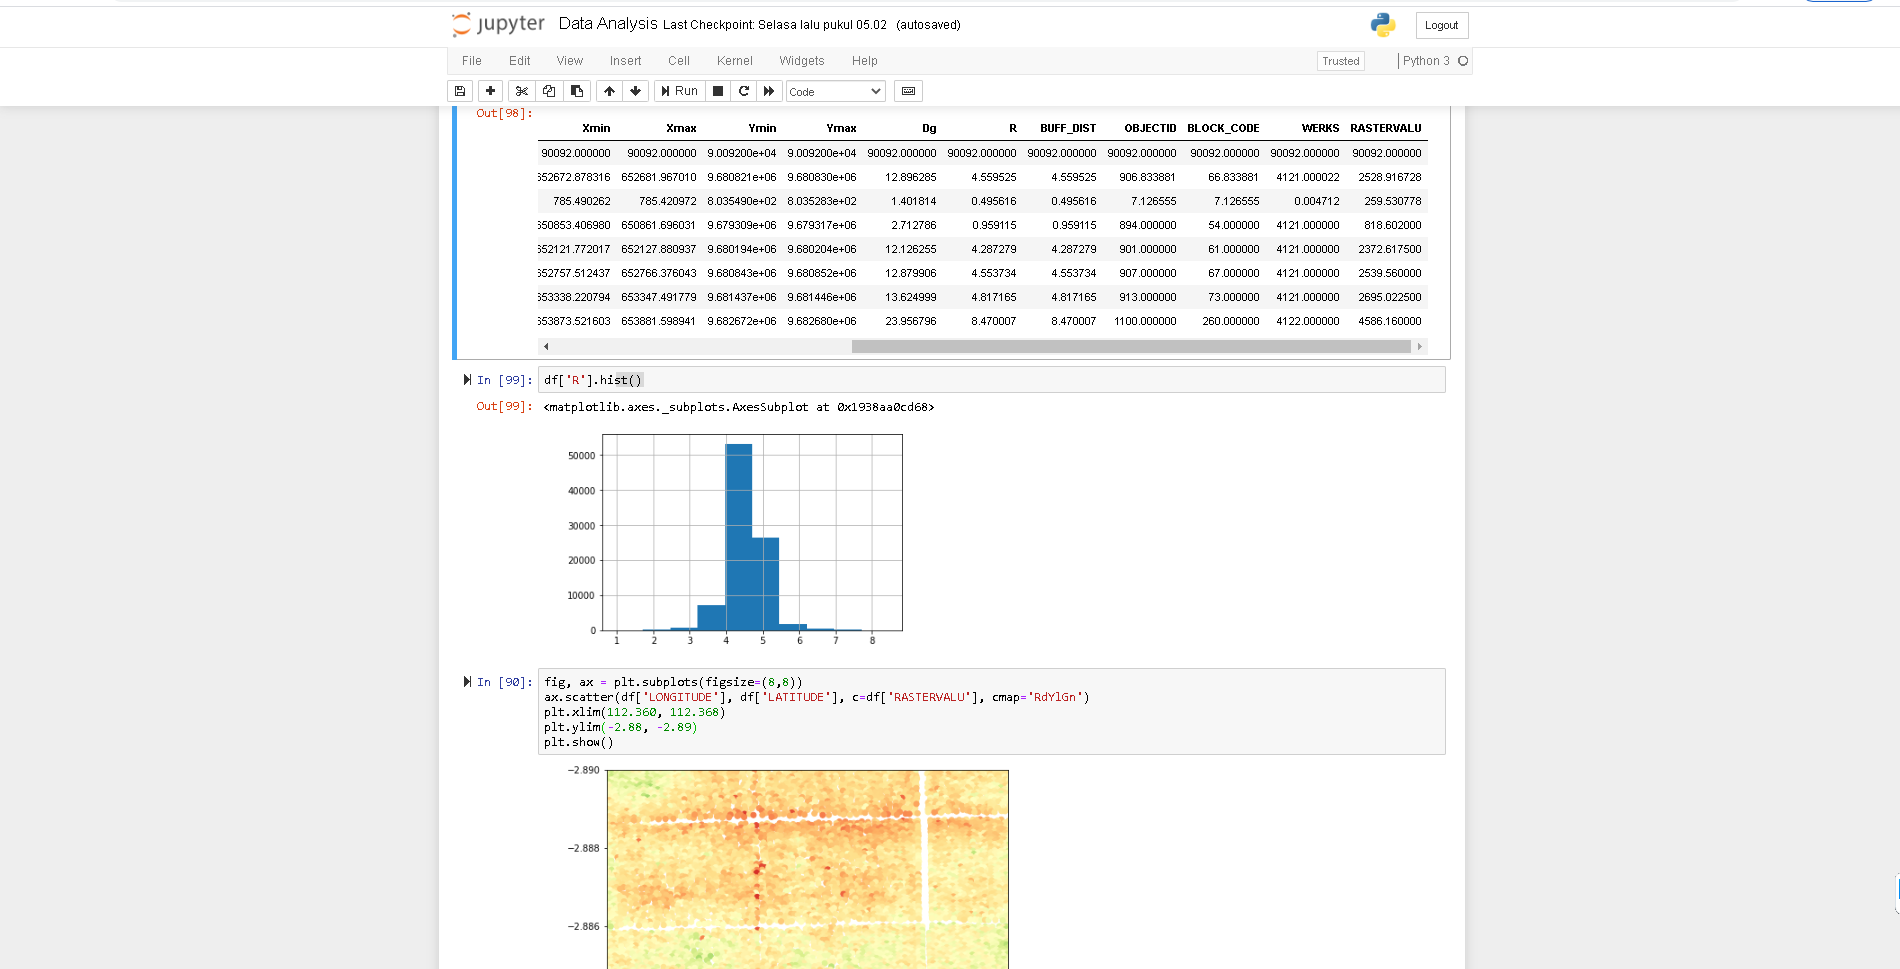 jupyter Data Analysis Last Checkpoint: Selasa lalu pukul 05.02 (autosaved) Logout
File Edit View Insert Cell Kernel Widgets Help Trusted Python 3
Run Code
Out[98]:
Xmin Xmax Ymin Ymax Dg R BUFF_DIST OBJECTID BLOCK_CODE WERKS RASTERVALU
90092.000000 90092.000000 9.009200e+04 9.009200e+04 90092.000000 90092.000000 90092.000000 90092.000000 90092.000000 90092.000000 90092.000000
352672.878316 652681.967010 9.680821e+06 9.680830e+06 12.896285 4.559525 4.559525 906.833881 66.833881 4121.000022 2528.916728
785.490262 785.420972 8.035490e+02 8.035283e+02 1.401814 0.495616 0.495616 7.126555 7.126555 0.004712 259.530778
350853.406980 650861.696031 9.679309e+06 9.679317e+06 2.712786 0.959115 0.959115 894.000000 54.000000 4121.000000 818.602000
352121.772017 652127.880937 9.680194e+06 9.680204e+06 12.126255 4.287279 4.287279 901.000000 61.000000 4121.000000 2372.617500
352757.512437 652766.376043 9.680843e+06 9.680852e+06 12.879906 4.553734 4.553734 907.000000 67.000000 4121.000000 2539.560000
353338.220794 653347.491779 9.681437e+06 9.681446e+06 13.624999 4.817165 4.817165 913.000000 73.000000 4121.000000 2695.022500
353873.521603 653881.598941 9.682672e+06 9.682680e+06 23.956796 8.470007 8.470007 1100.000000 260.000000 4122.000000 4586.160000
In [99]: df['R'].hist()
Out[99]: <matplotlib.axes._subplots.AxesSubplot at 0x1938aa0cd68>
50000
40000
30000
20000
10000
0
1 2 3 4 5 6 7 8
In [90]: fig, ax = plt.subplots(figsize=(8,8))
ax.scatter(df['LONGITUDE'], df['LATITUDE'], c=df['RASTERVALU'], cmap='RdYlGn')
plt.xlim(112.360, 112.368)
plt.ylim(-2.88, -2.89)
plt.show()
−2.890
−2.888
−2.886